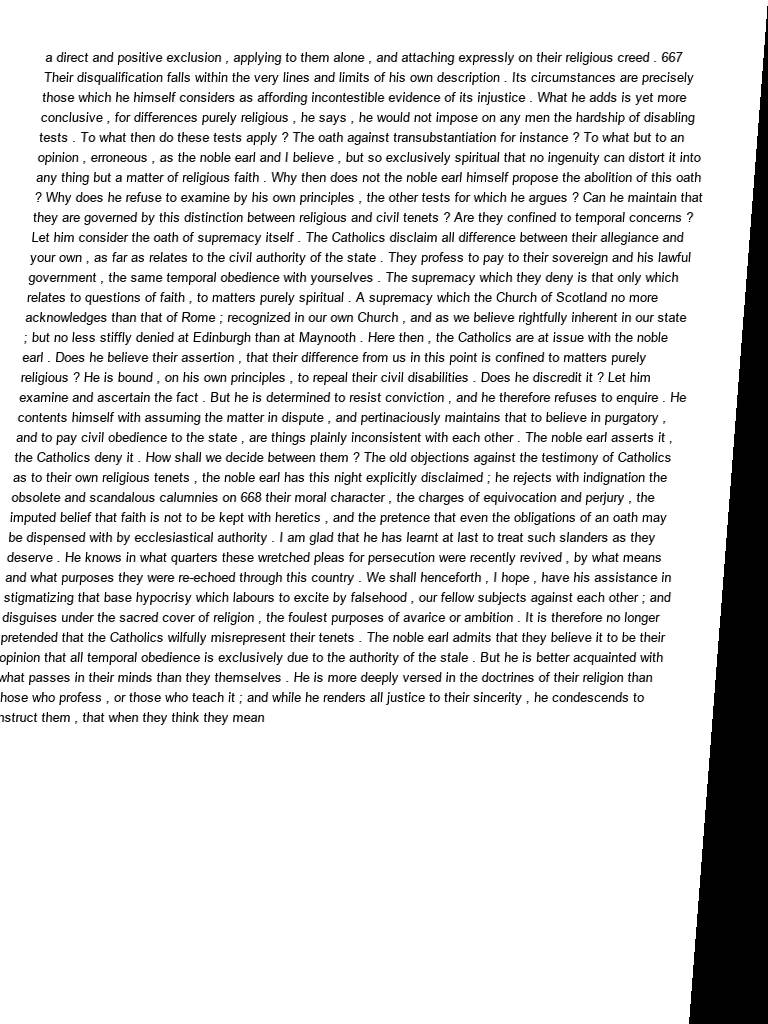 a direct and positive exclusion , applying to them alone , and attaching expressly on their religious creed . 667
Their disqualification falls within the very lines and limits of his own description . Its circumstances are precisely
those which he himself considers as affording incontestible evidence of its injustice . What he adds is yet more
conclusive , for differences purely religious , he says , he would not impose on any men the hardship of disabling
tests . To what then do these tests apply ? The oath against transubstantiation for instance ? To what but to an
opinion , erroneous , as the noble earl and I believe , but so exclusively spiritual that no ingenuity can distort it into
any thing but a matter of religious faith . Why then does not the noble earl himself propose the abolition of this oath
? Why does he refuse to examine by his own principles , the other tests for which he argues ? Can he maintain that
they are governed by this distinction between religious and civil tenets ? Are they confined to temporal concerns ?
Let him consider the oath of supremacy itself . The Catholics disclaim all difference between their allegiance and
your own , as far as relates to the civil authority of the state . They profess to pay to their sovereign and his lawful
government , the same temporal obedience with yourselves . The supremacy which they deny is that only which
relates to questions of faith , to matters purely spiritual . A supremacy which the Church of Scotland no more
acknowledges than that of Rome ; recognized in our own Church , and as we believe rightfully inherent in our state
; but no less stiffly denied at Edinburgh than at Maynooth . Here then , the Catholics are at issue with the noble
earl . Does he believe their assertion , that their difference from us in this point is confined to matters purely
religious ? He is bound , on his own principles , to repeal their civil disabilities . Does he discredit it ? Let him
examine and ascertain the fact . But he is determined to resist conviction , and he therefore refuses to enquire . He
contents himself with assuming the matter in dispute , and pertinaciously maintains that to believe in purgatory ,
and to pay civil obedience to the state , are things plainly inconsistent with each other . The noble earl asserts it ,
the Catholics deny it . How shall we decide between them ? The old objections against the testimony of Catholics
as to their own religious tenets , the noble earl has this night explicitly disclaimed ; he rejects with indignation the
obsolete and scandalous calumnies on 668 their moral character , the charges of equivocation and perjury , the
imputed belief that faith is not to be kept with heretics , and the pretence that even the obligations of an oath may
be dispensed with by ecclesiastical authority . I am glad that he has learnt at last to treat such slanders as they
deserve . He knows in what quarters these wretched pleas for persecution were recently revived , by what means
and what purposes they were re-echoed through this country . We shall henceforth , I hope , have his assistance in
stigmatizing that base hypocrisy which labours to excite by falsehood , our fellow subjects against each other ; and
disguises under the sacred cover of religion , the foulest purposes of avarice or ambition . It is therefore no longer
pretended that the Catholics wilfully misrepresent their tenets . The noble earl admits that they believe it to be their
opinion that all temporal obedience is exclusively due to the authority of the stale . But he is better acquainted with
what passes in their minds than they themselves . He is more deeply versed in the doctrines of their religion than
hose who profess , or those who teach it ; and while he renders all justice to their sincerity , he condescends to
nstruct them , that when they think they mean